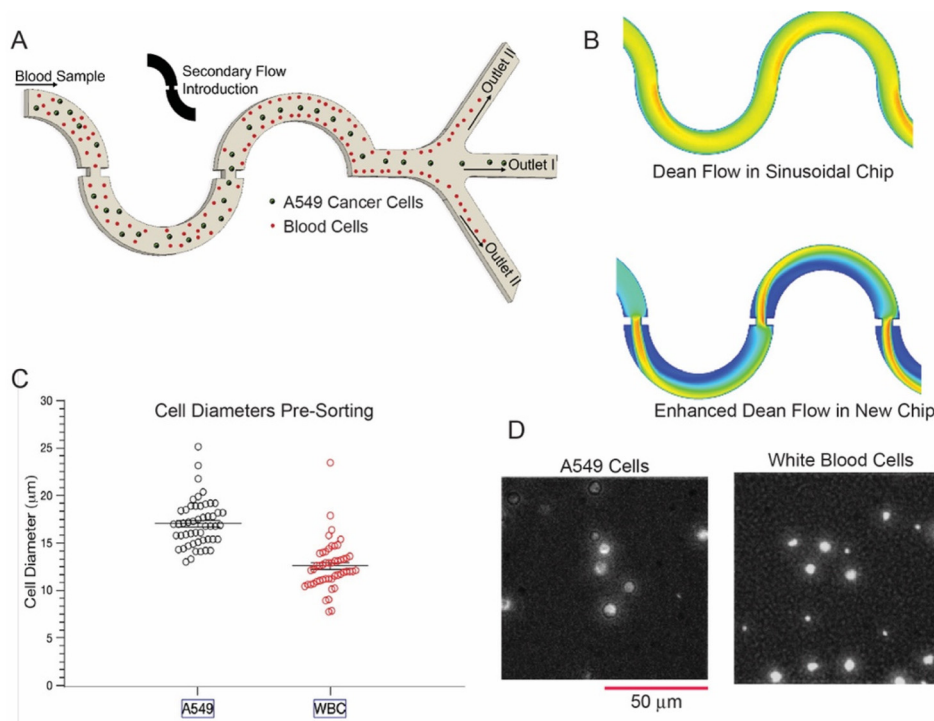 A
Blood Sample
Secondary Flow
Introduction
Outlet II
Outlet I
Outlet II
A549 Cancer Cells
Blood Cells
B
Dean Flow in Sinusoidal Chip
Enhanced Dean Flow in New Chip
C
Cell Diameters Pre-Sorting
Cell Diameter (μm)
30
25
20
15
10
5
0
A549
WBC
D
A549 Cells
White Blood Cells
50 μm